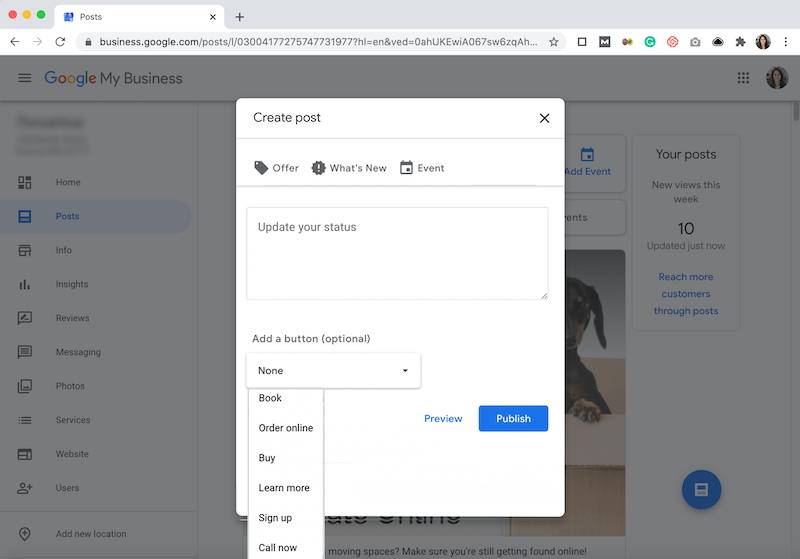 Posts
business.google.com/posts/l/03004177275747731977?hl=en&ved=0ahUKEwiA067sw6zqAh...
Google My Business
Home
Posts
Info
Insights
Reviews
Messaging
Photos
Services
Website
Users
Add new location
Create post
Offer
What's New
Event
Update your status
Add a button (optional)
None
Book
Order online
Buy
Learn more
Sign up
Call now
Preview
Publish
Add Event
Your posts
New views this
week
10
Updated just now
Reach more
customers
through posts
Online
moving spaces? Make sure you're still getting found online!